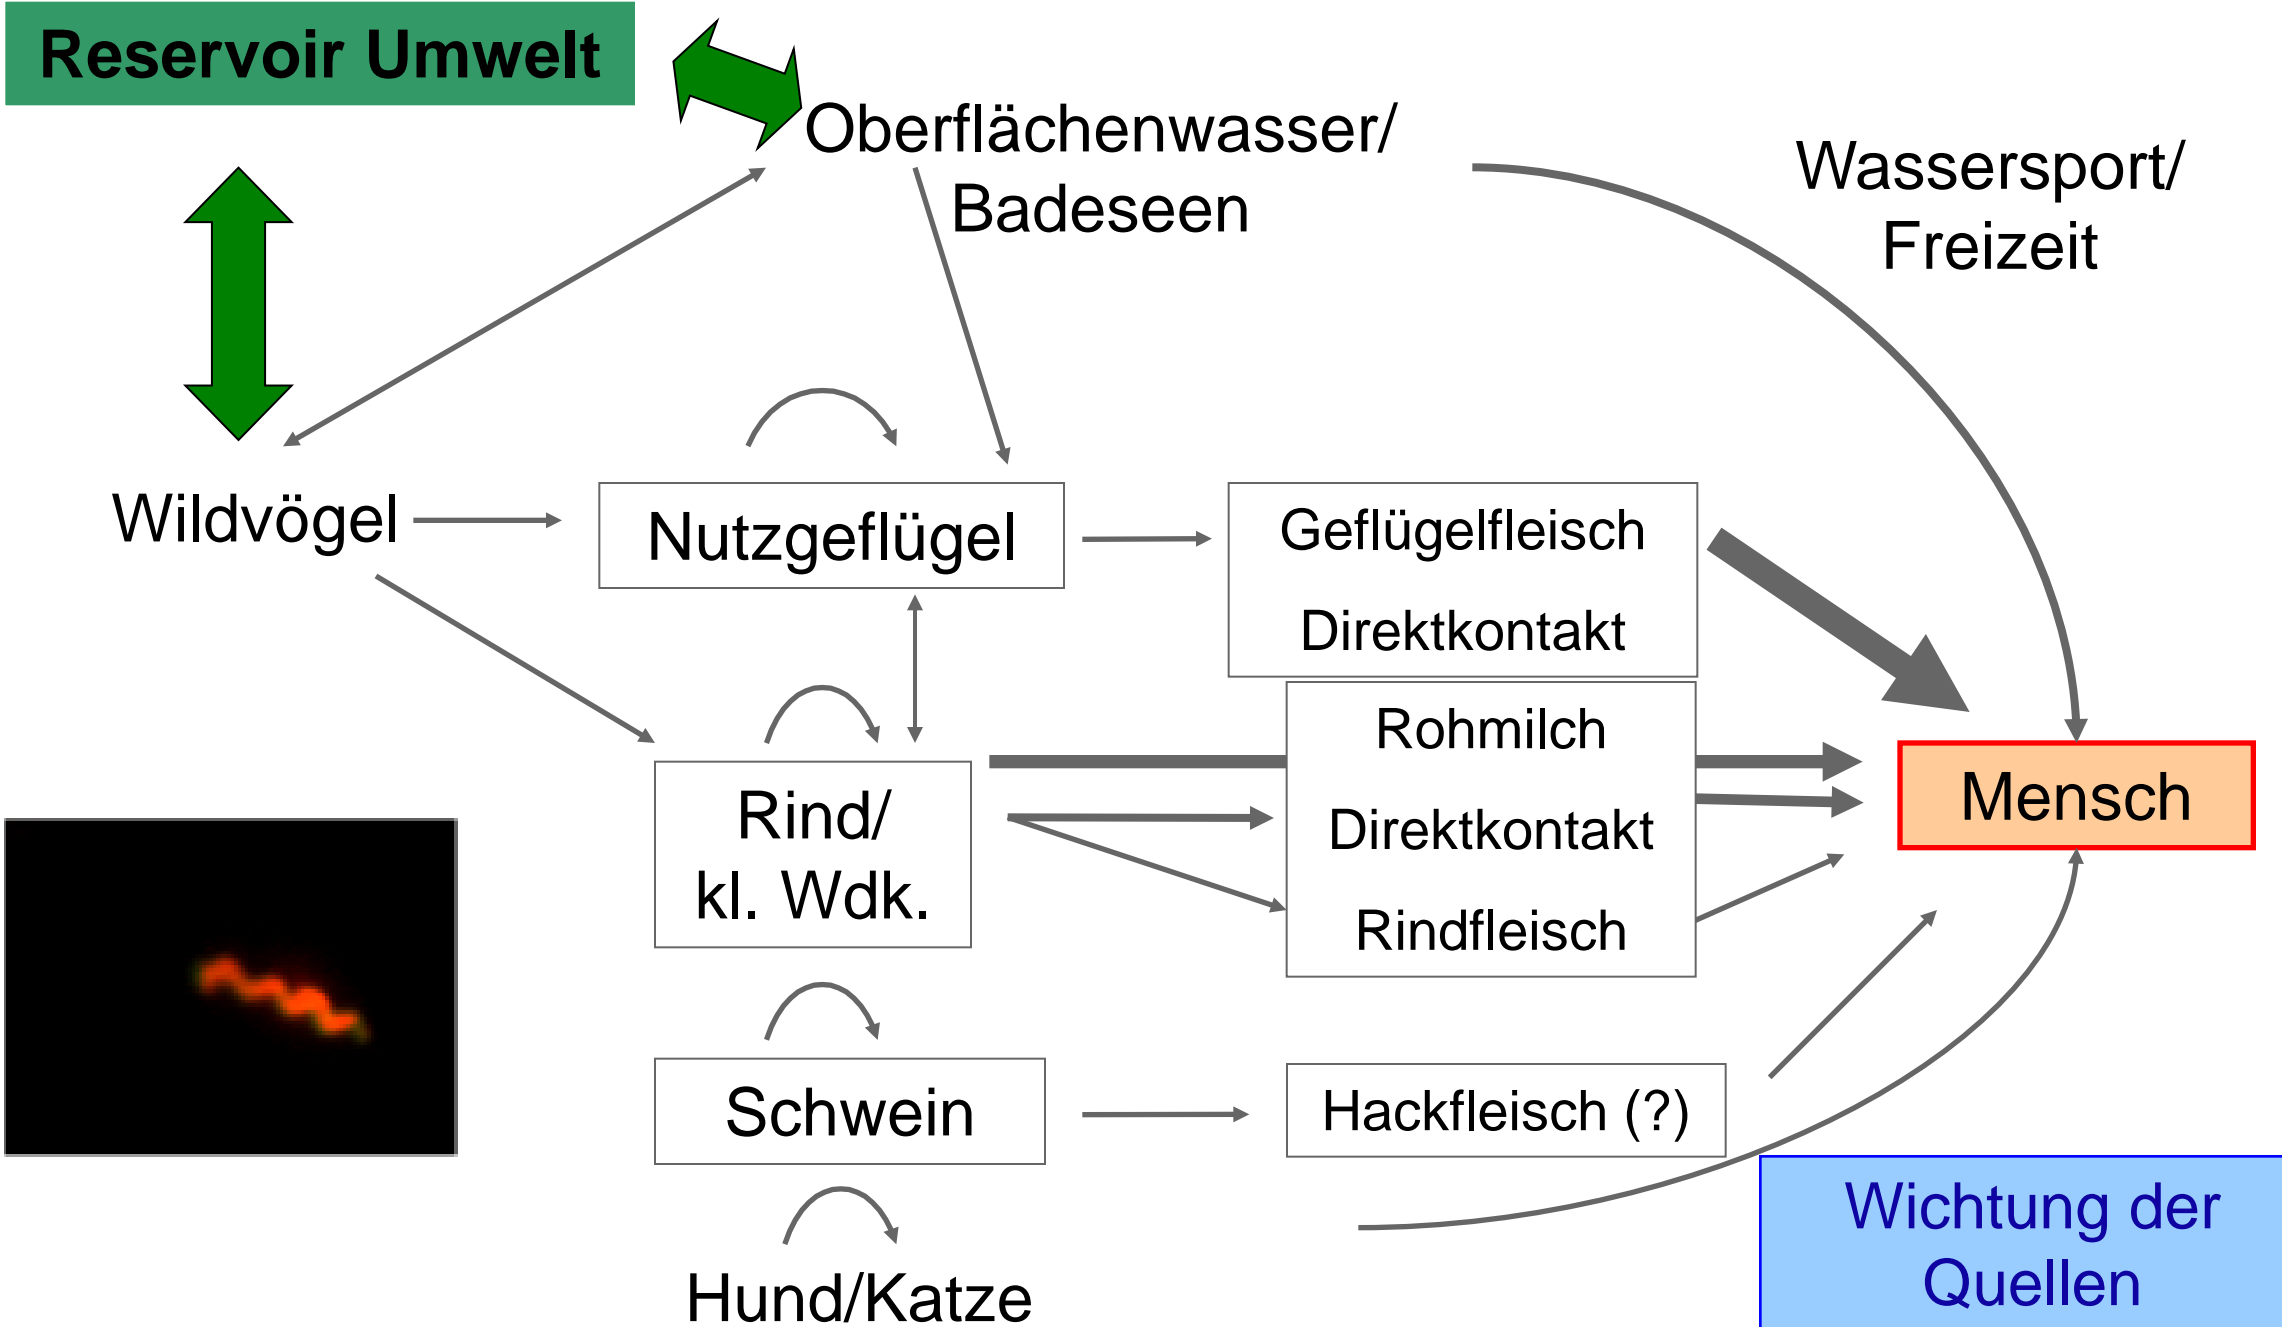 Reservoir Umwelt
Oberflächenwasser/
Badeseen
Wassersport/
Freizeit
Wildvögel
Nutzgeflügel
Geflügelfleisch
Direktkontakt
Rohmilch
Direktkontakt
Rindfleisch
Rind/
kl. Wdk.
Mensch
Schwein
Hackfleisch (?)
Hund/Katze
Wichtung der
Quellen